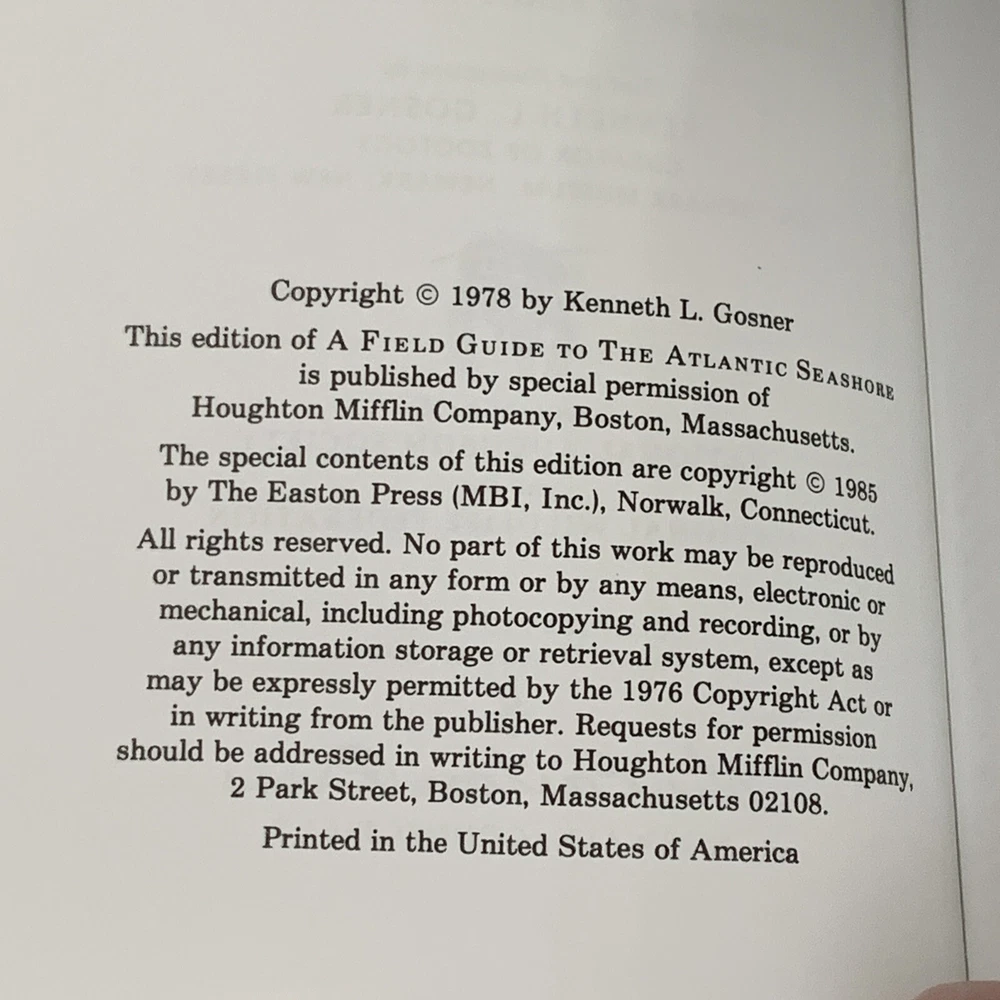 Copyright © 1978 by Kenneth L. Gosner
This edition of A FIELD GUIDE TO THE ATLANTIC SEASHORE
is published by special permission of
Houghton Mifflin Company, Boston, Massachusetts.
The special contents of this edition are copyright © 1985
by The Easton Press (MBI, Inc.), Norwalk, Connecticut.
All rights reserved. No part of this work may be reproduced
or transmitted in any form or by any means, electronic or
mechanical, including photocopying and recording, or by
any information storage or retrieval system, except as
may be expressly permitted by the 1976 Copyright Act or
in writing from the publisher. Requests for permission
should be addressed in writing to Houghton Mifflin Company,
2 Park Street, Boston, Massachusetts 02108.
Printed in the United States of America